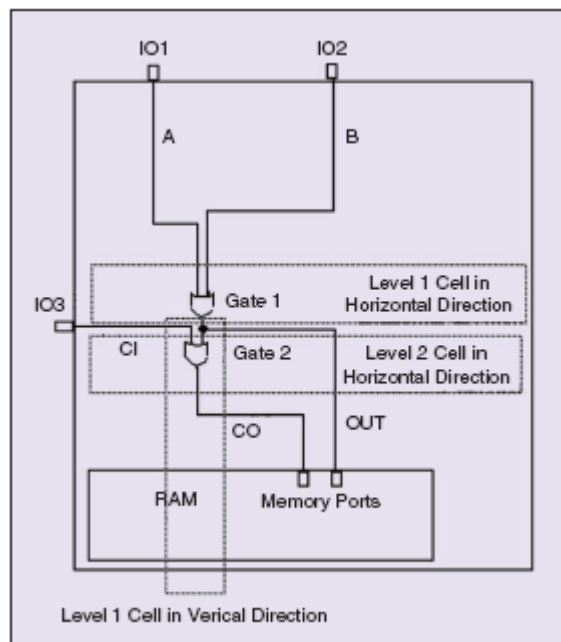 IO1
IO2
A
B
Level 1 Cell in
Horizontal Direction
IO3
Gate 1
CI
Gate 2
Level 2 Cell in
Horizontal Direction
CO
OUT
RAM
Memory Ports
Level 1 Cell in Verical Direction